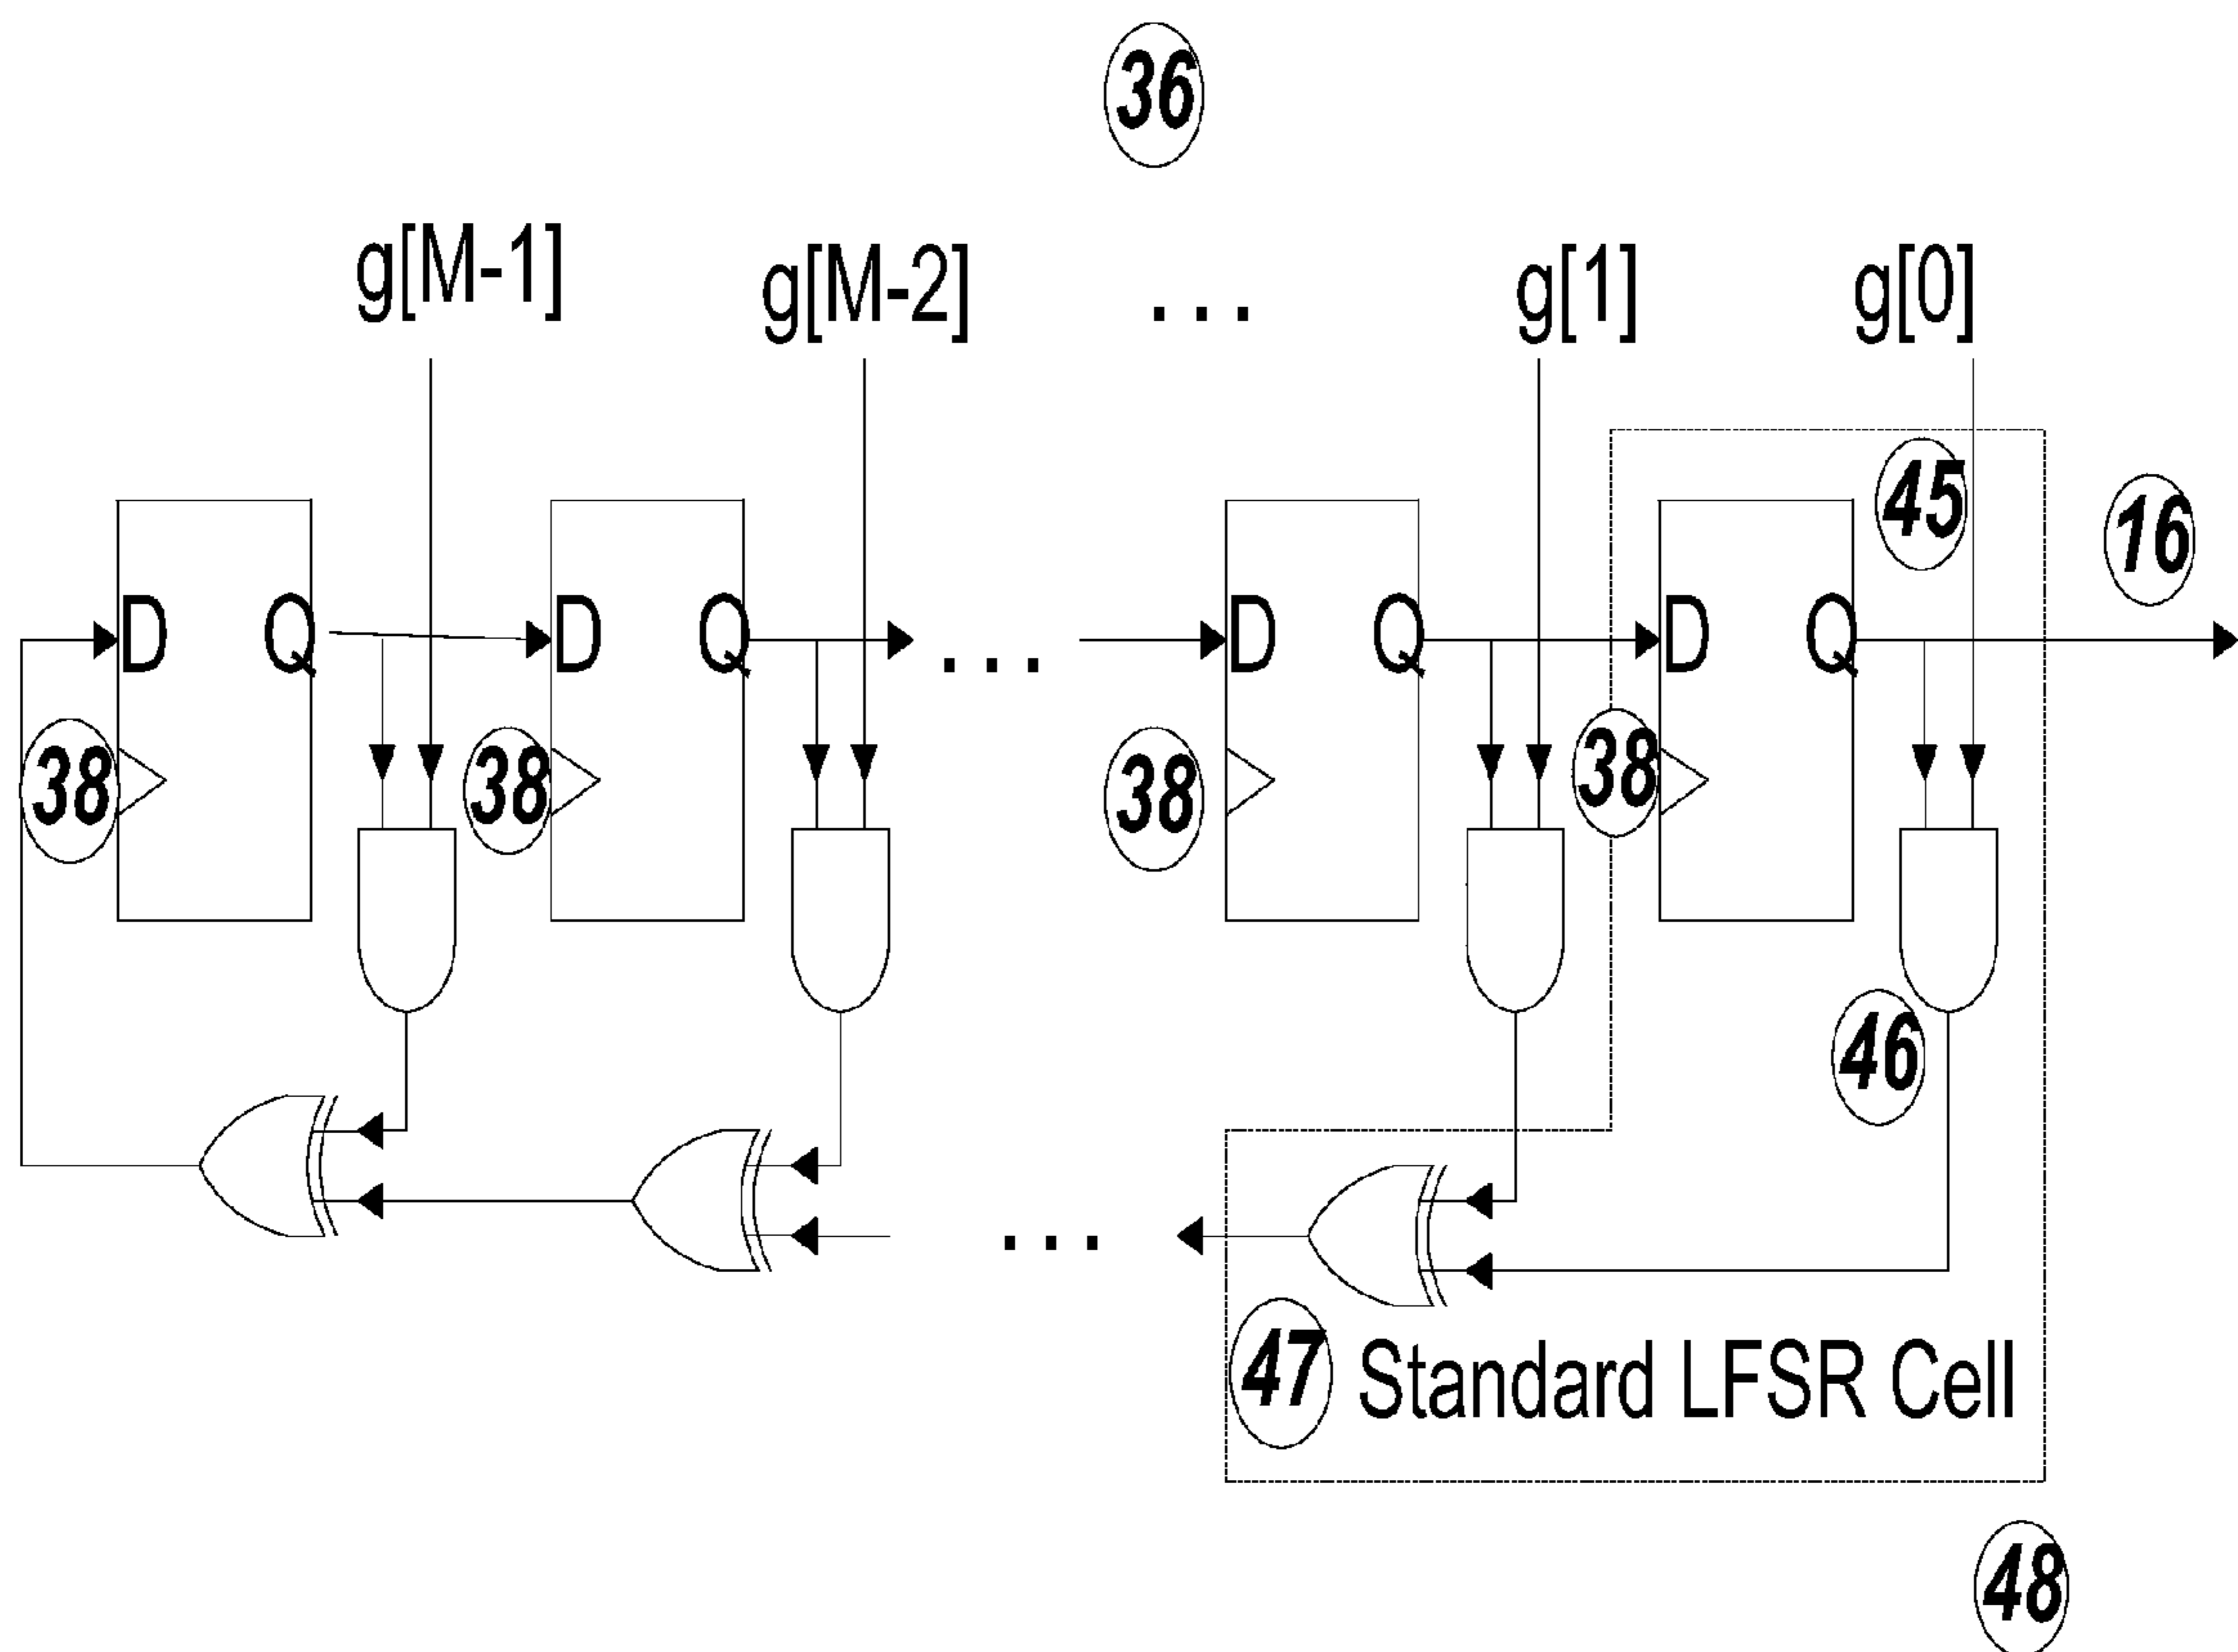 36
g[M-1] g[M-2] ... g[1] g[0]
45
16
D Q D Q ... D Q D Q
38 38 38 38
46
...
47 Standard LFSR Cell
48